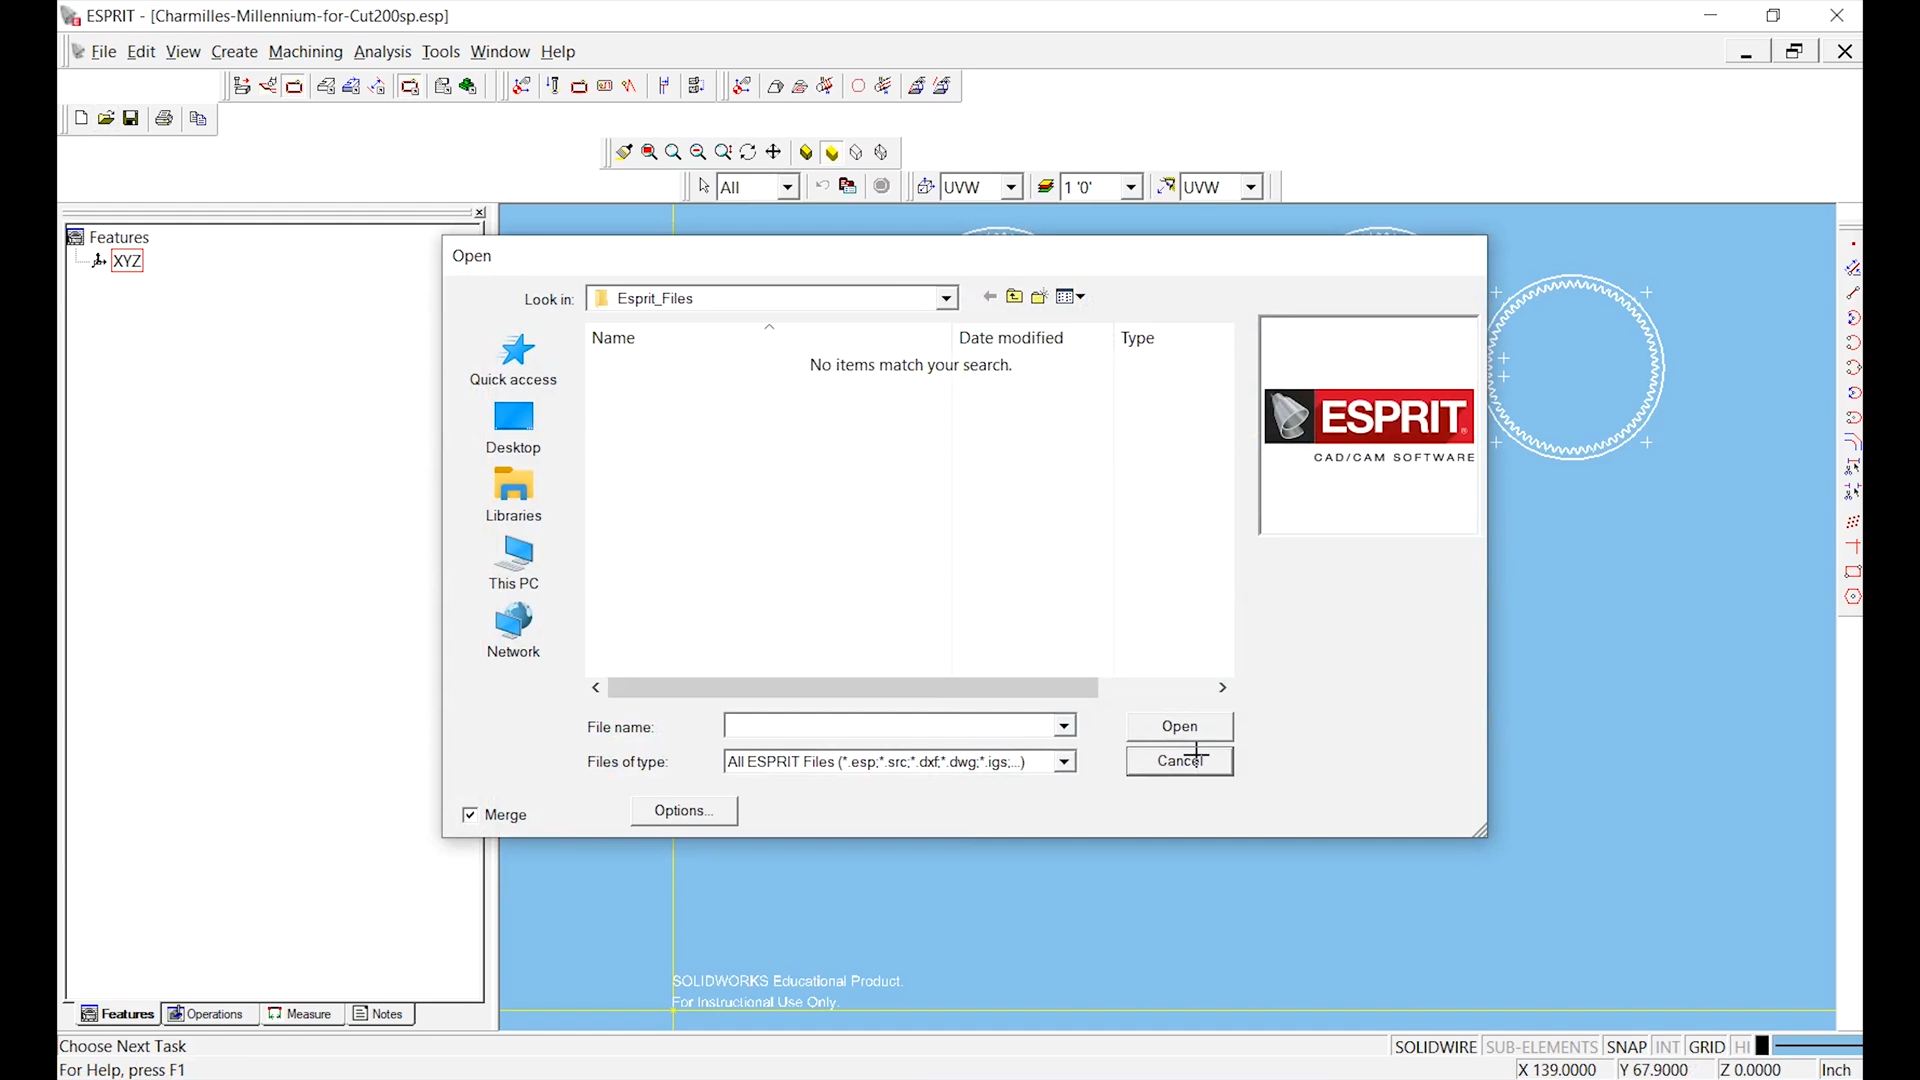 ESPRIT - [Charmilles-Millennium-for-Cut200sp.esp]
File Edit View Create Machining Analysis Tools Window Help
All UVW 1 '0' UVW
Features
XYZ
Open
Look in: Esprit_Files
Name Date modified Type
No items match your search.
Quick access
Desktop
Libraries
This PC
Network
ESPRIT
CAD/CAM SOFTWARE
File name: Open
Files of type: All ESPRIT Files (*.esp;*.src;*.dxf;*.dwg;*.igs;...) Cancel
Merge Options...
SOLIDWORKS Educational Product.
For Instructional Use Only.
Features Operations Measure Notes
Choose Next Task SOLIDWIRE SUB-ELEMENTS SNAP INT GRID HI
For Help, press F1 X 139.0000 Y 67.9000 Z 0.0000 Inch